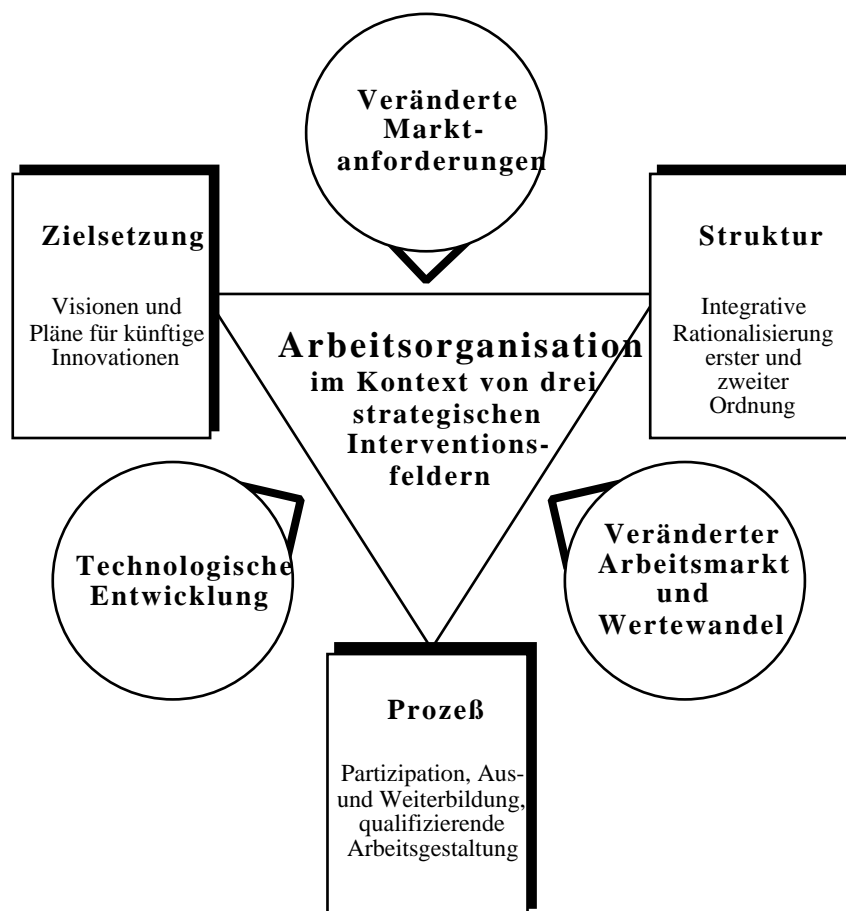 Veränderte
Markt-
anforderungen
Zielsetzung
Visionen und
Pläne für künftige
Innovationen
Struktur
Integrative
Rationalisierung
erster und
zweiter
Ordnung
Arbeitsorganisation
im Kontext von drei
strategischen
Interventions-
feldern
Technologische
Entwicklung
Veränderter
Arbeitsmarkt
und
Wertewandel
Prozeß
Partizipation, Aus-
und Weiterbildung,
qualifizierende
Arbeitsgestaltung